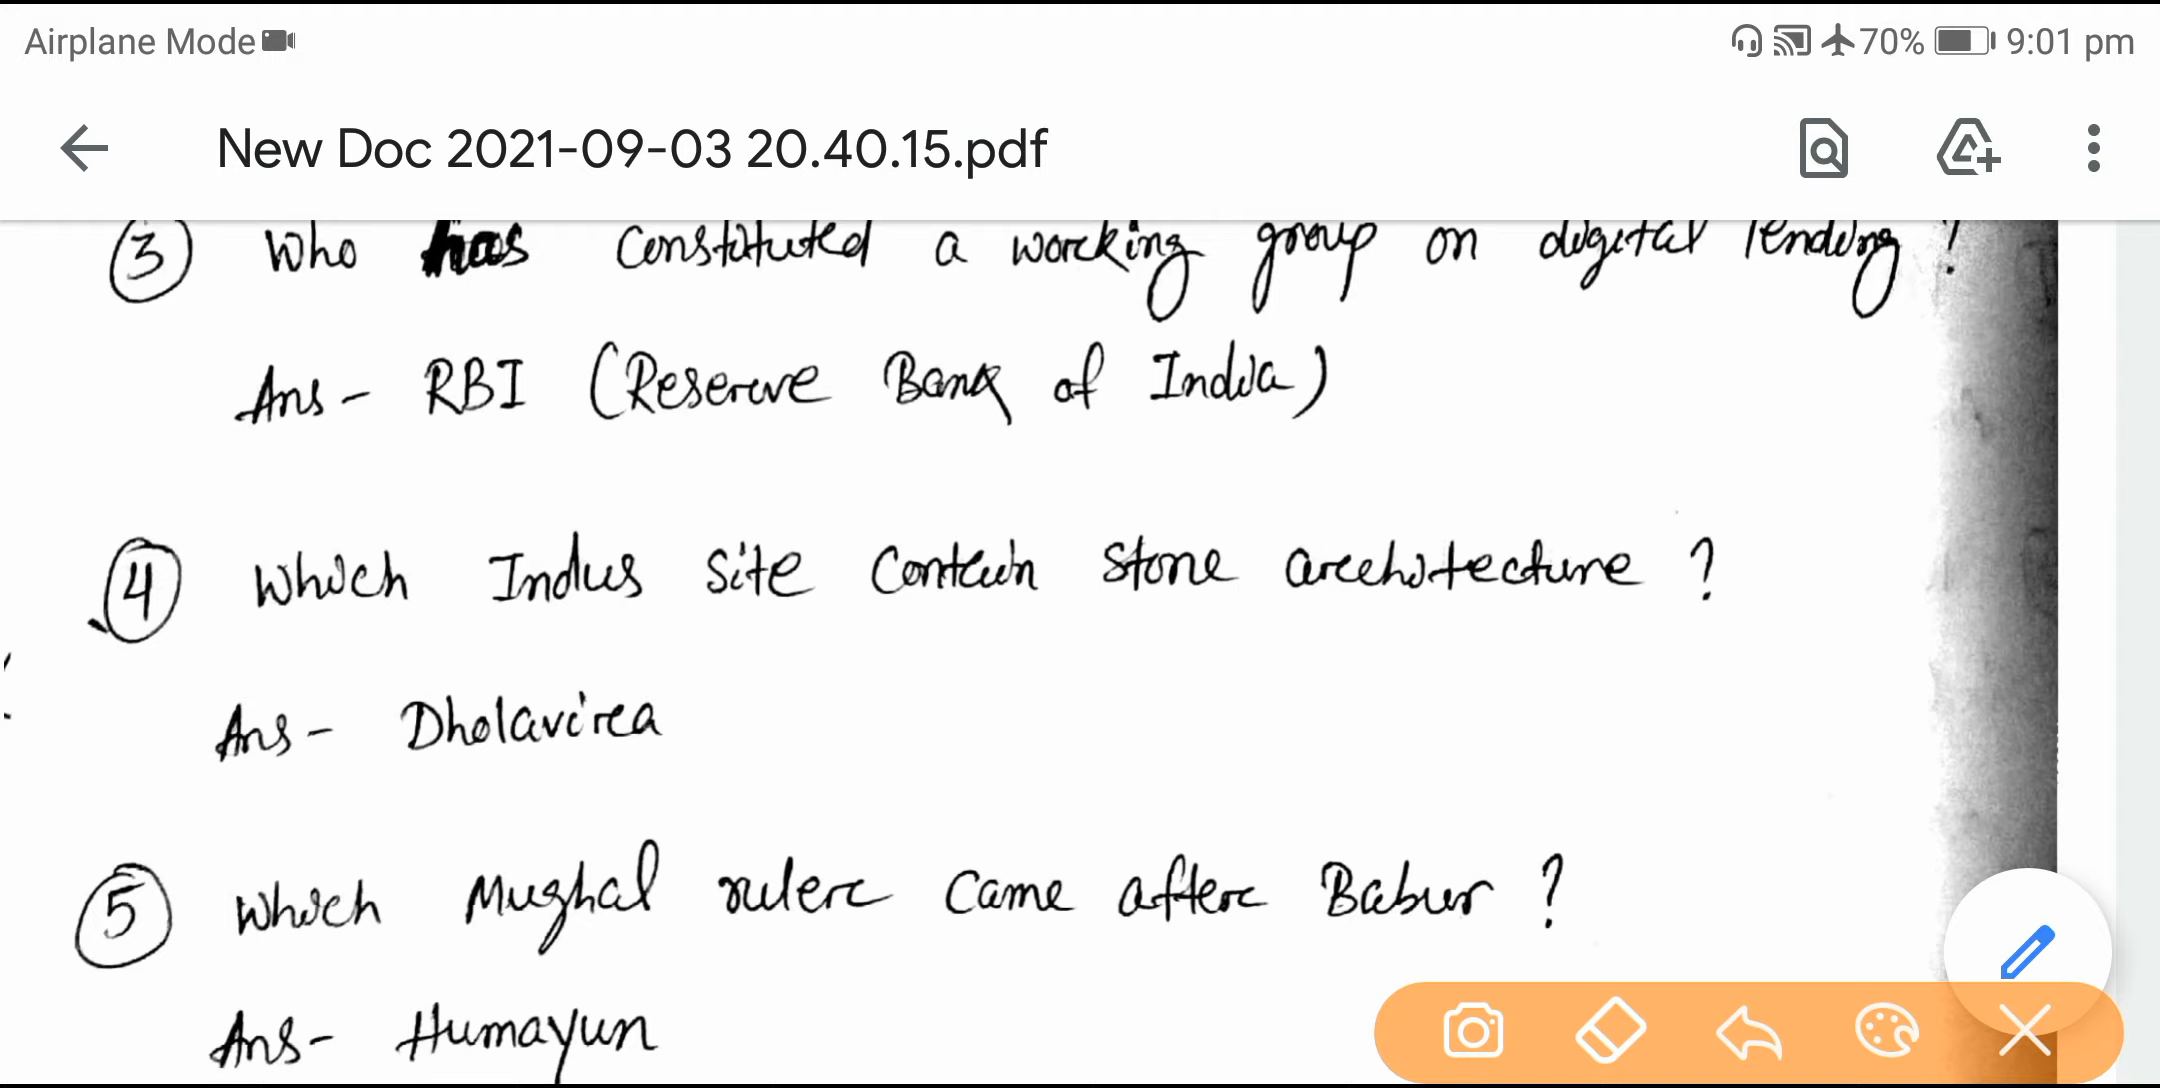 Airplane Mode 70% 9:01 pm
New Doc 2021-09-03 20.40.15.pdf
3 Who has Constituted a working group on digital lending ?
Ans - RBI (Reserve Bank of India)
4 Which Indus site Contain stone architecture ?
Ans - Dholavira
5 Which Mughal ruler Came after Babur ?
Ans - Humayun